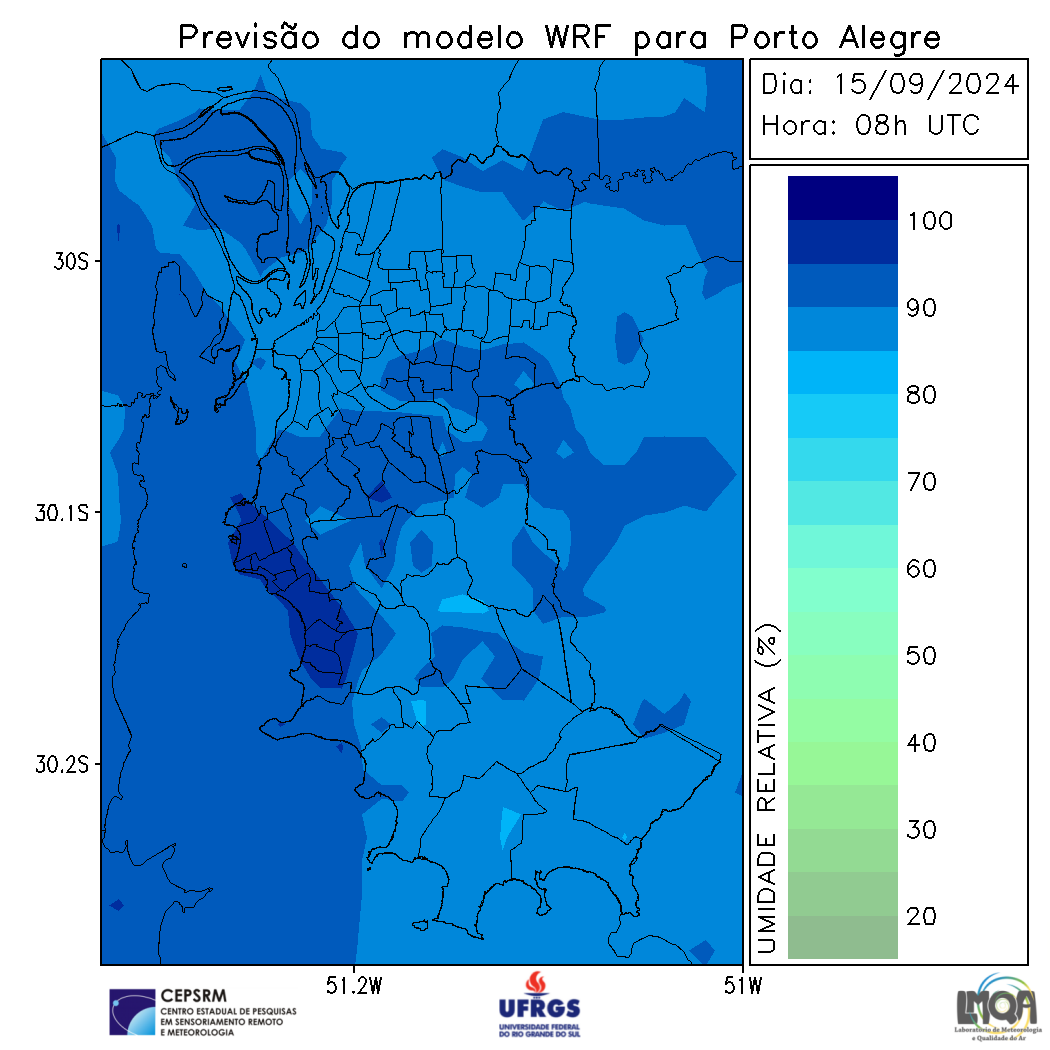 Previsão do modelo WRF para Porto Alegre
Dia: 15/09/2024
Hora: 08h UTC
30S
30.1S
30.2S
51.2W
51W
UMIDADE RELATIVA (%)
100
90
80
70
60
50
40
30
20
CEPSRM
CENTRO ESTADUAL DE PESQUISAS
EM SENSORIAMENTO REMOTO
E METEOROLOGIA
UFRGS
UNIVERSIDADE FEDERAL
DO RIO GRANDE DO SUL
LMQA
Laboratório de Meteorologia
e Qualidade do Ar